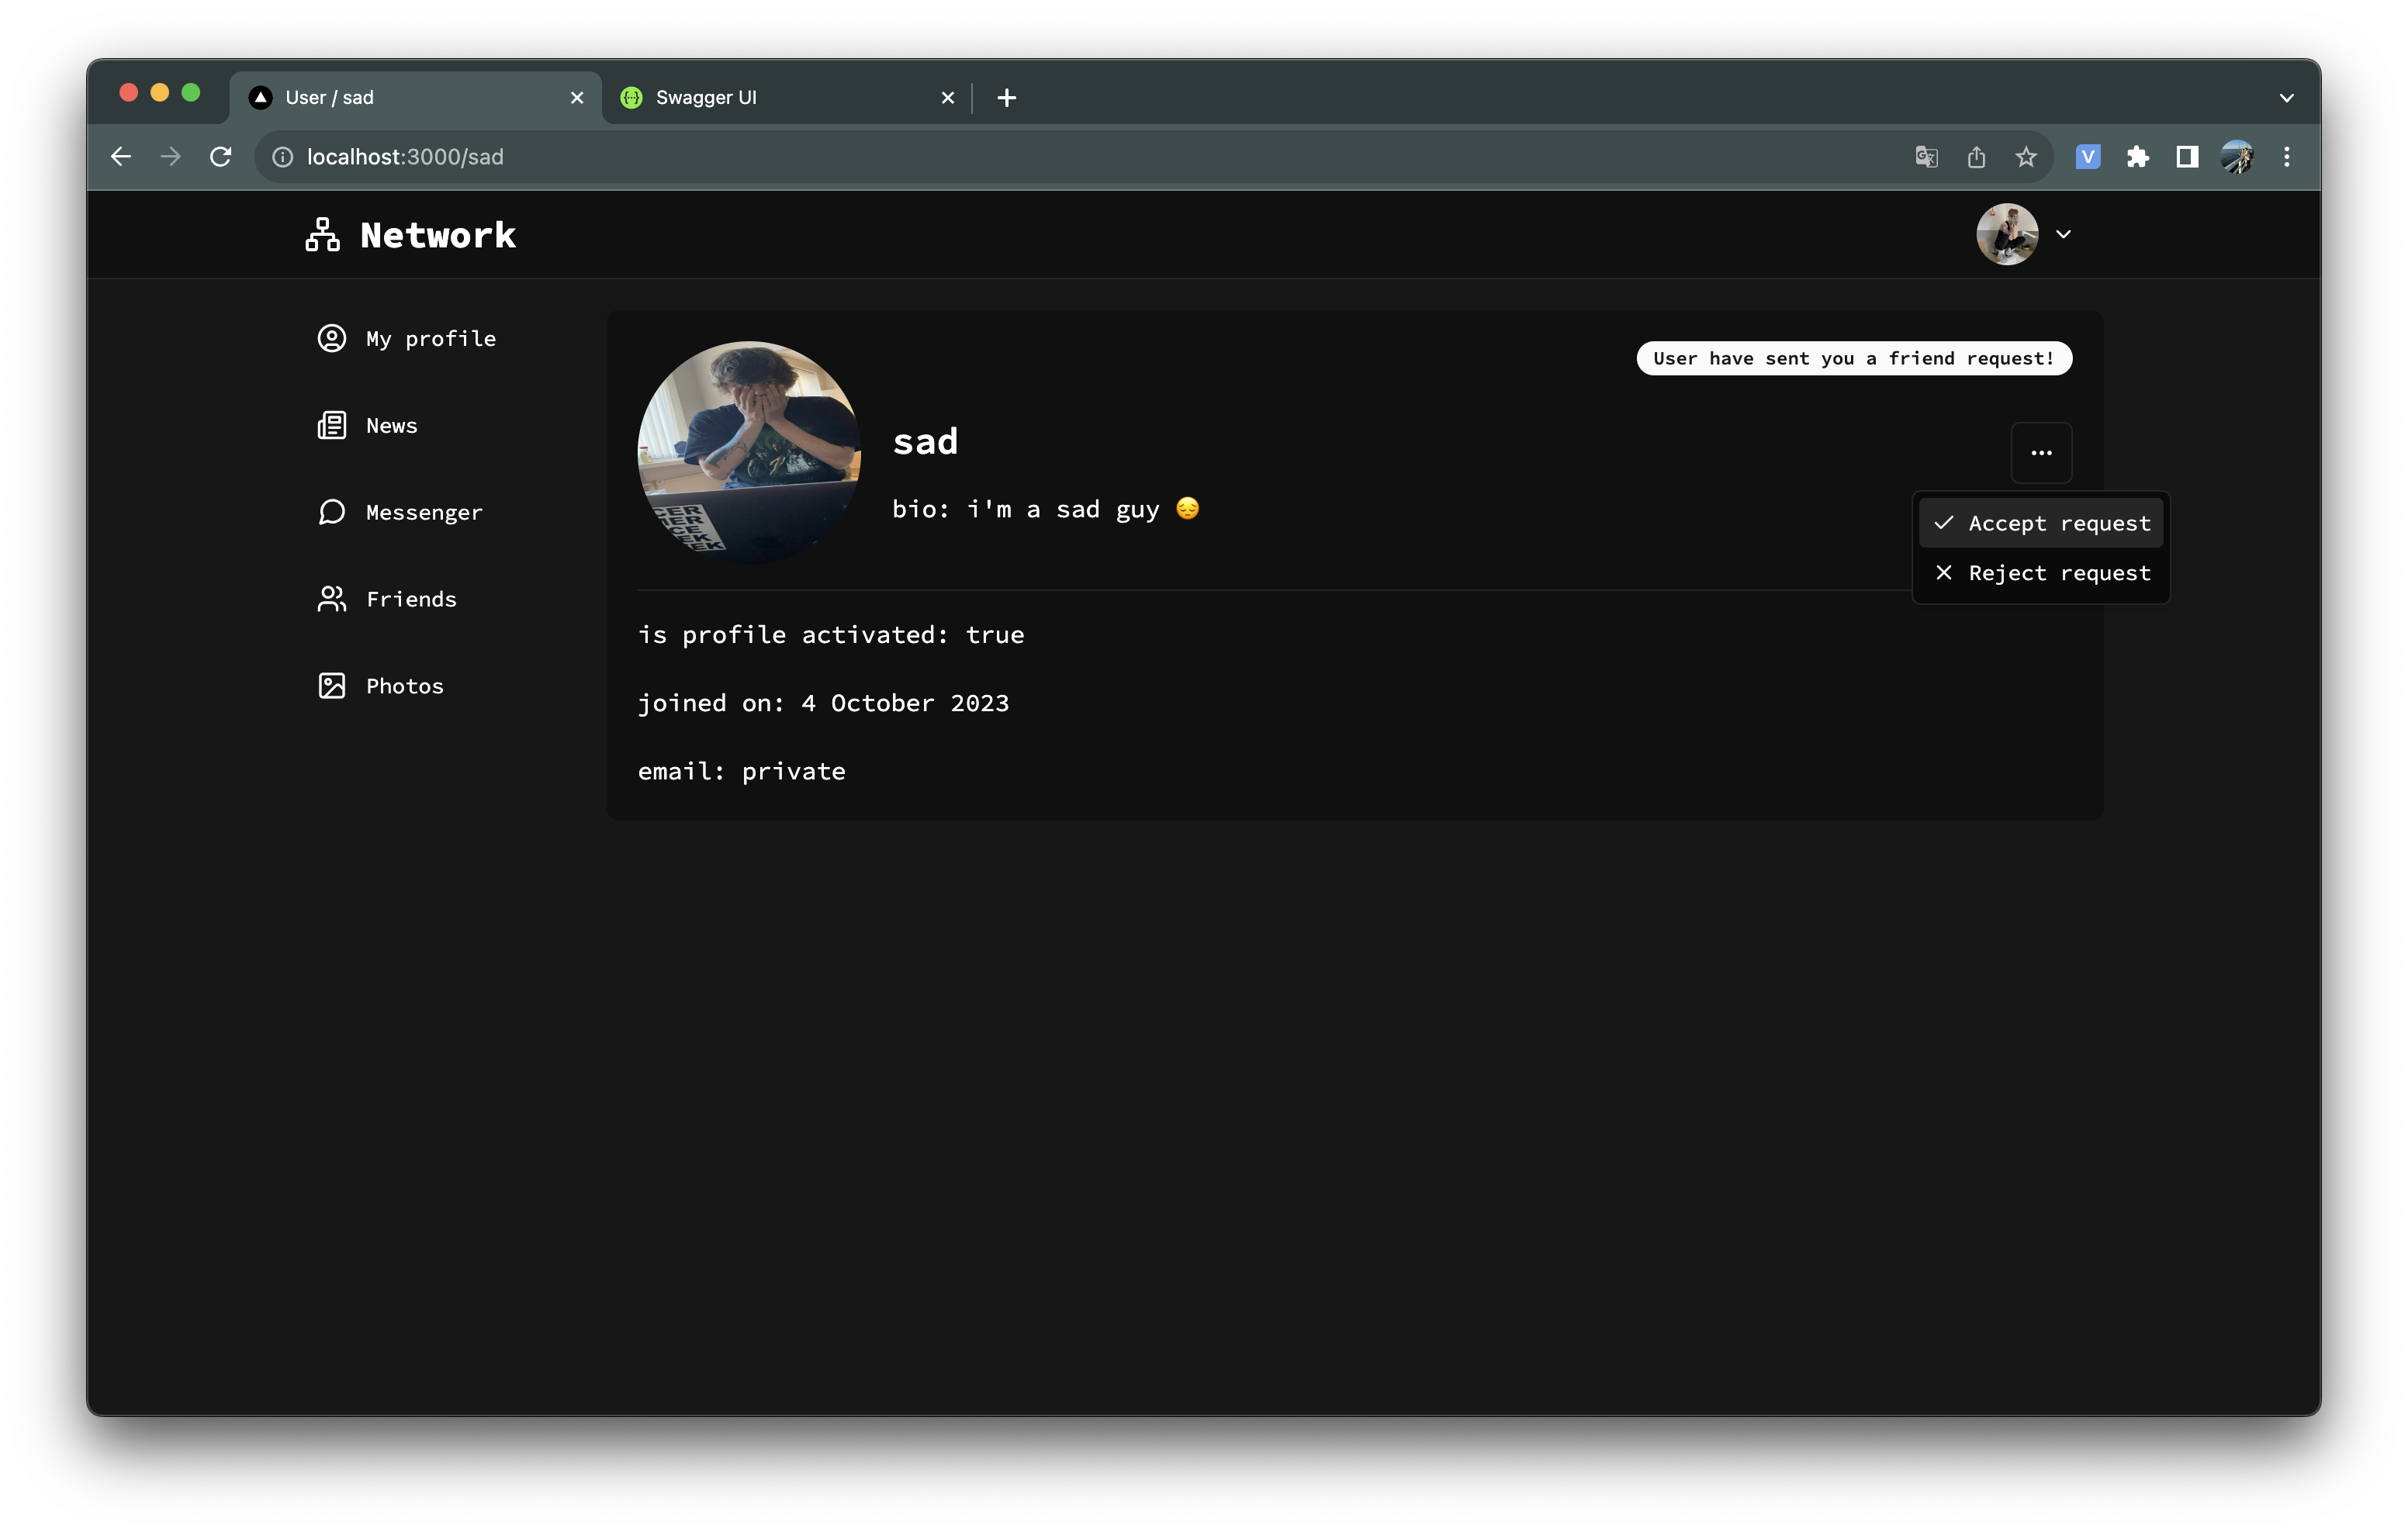 User / sad
Swagger UI
localhost:3000/sad
V
Network
My profile
News
Messenger
Friends
Photos
User have sent you a friend request!
sad
bio: i'm a sad guy 😔
Accept request
Reject request
is profile activated: true
joined on: 4 October 2023
email: private